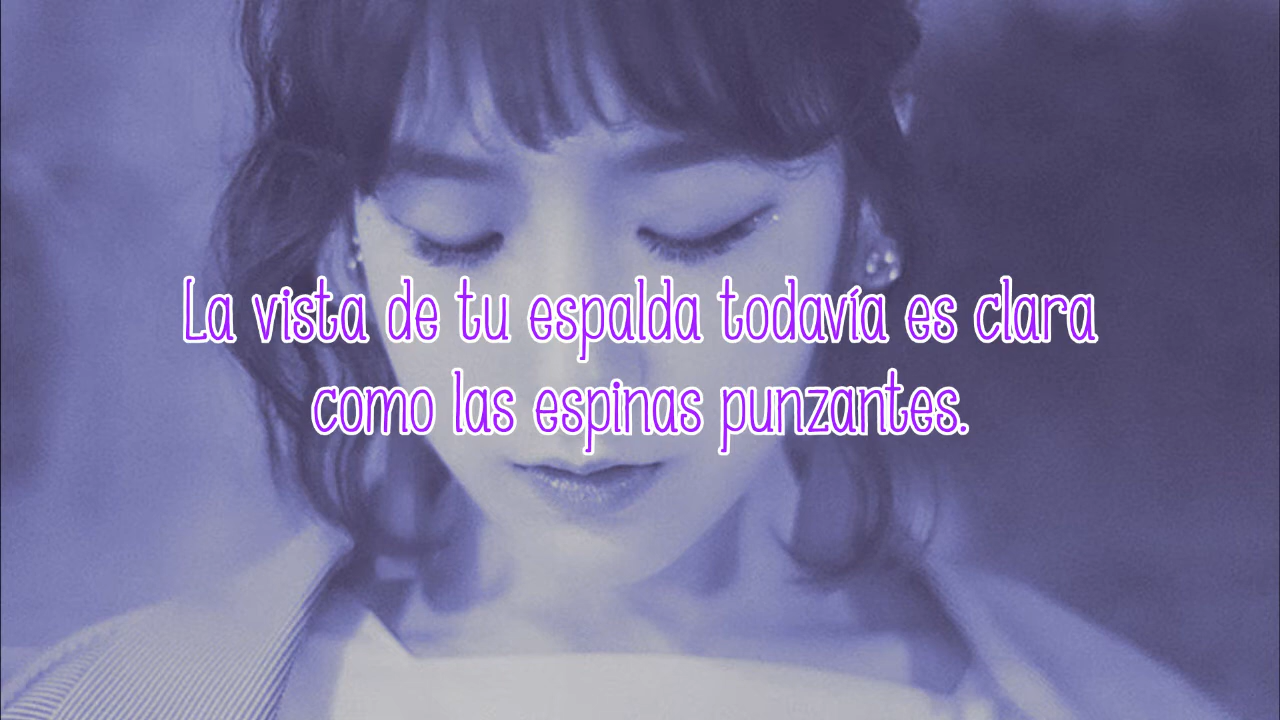 La vista de tu espalda todavía es clara
como las espinas punzantes.